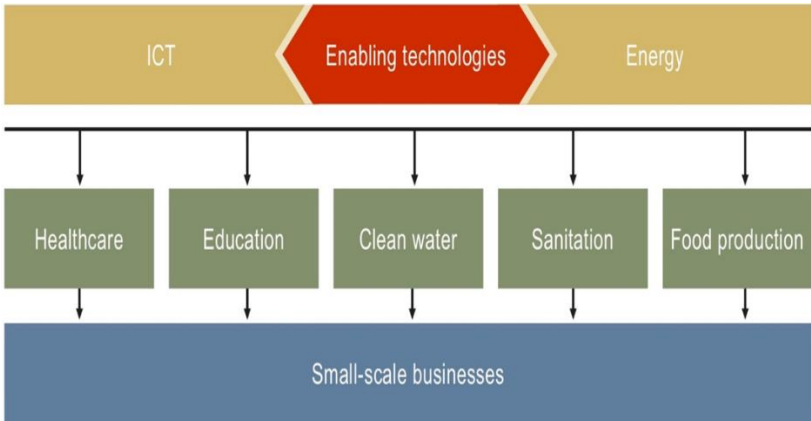 ICT
Enabling technologies
Energy
Healthcare
Education
Clean water
Sanitation
Food production
Small-scale businesses